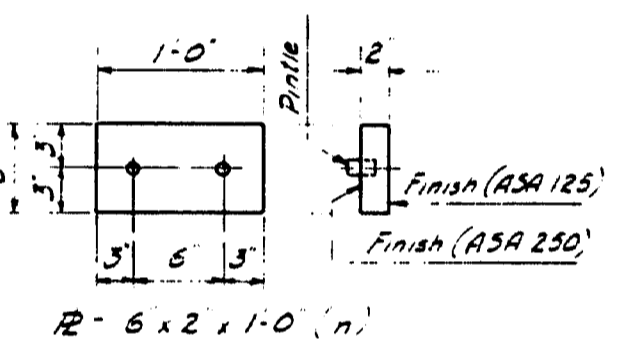 1'-0"
2"
Pintle
3"
3"
Finish (ASA 125)
Finish (ASA 250)
3" 6" 3"
PL - 6 x 2 x 1'-0" (n)